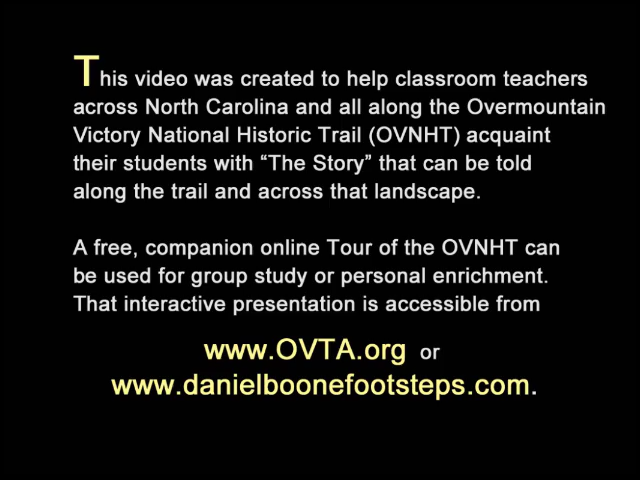 This video was created to help classroom teachers
across North Carolina and all along the Overmountain
Victory National Historic Trail (OVNHT) acquaint
their students with “The Story” that can be told
along the trail and across that landscape.
A free, companion online Tour of the OVNHT can
be used for group study or personal enrichment.
That interactive presentation is accessible from
www.OVTA.org or
www.danielboonefootsteps.com.